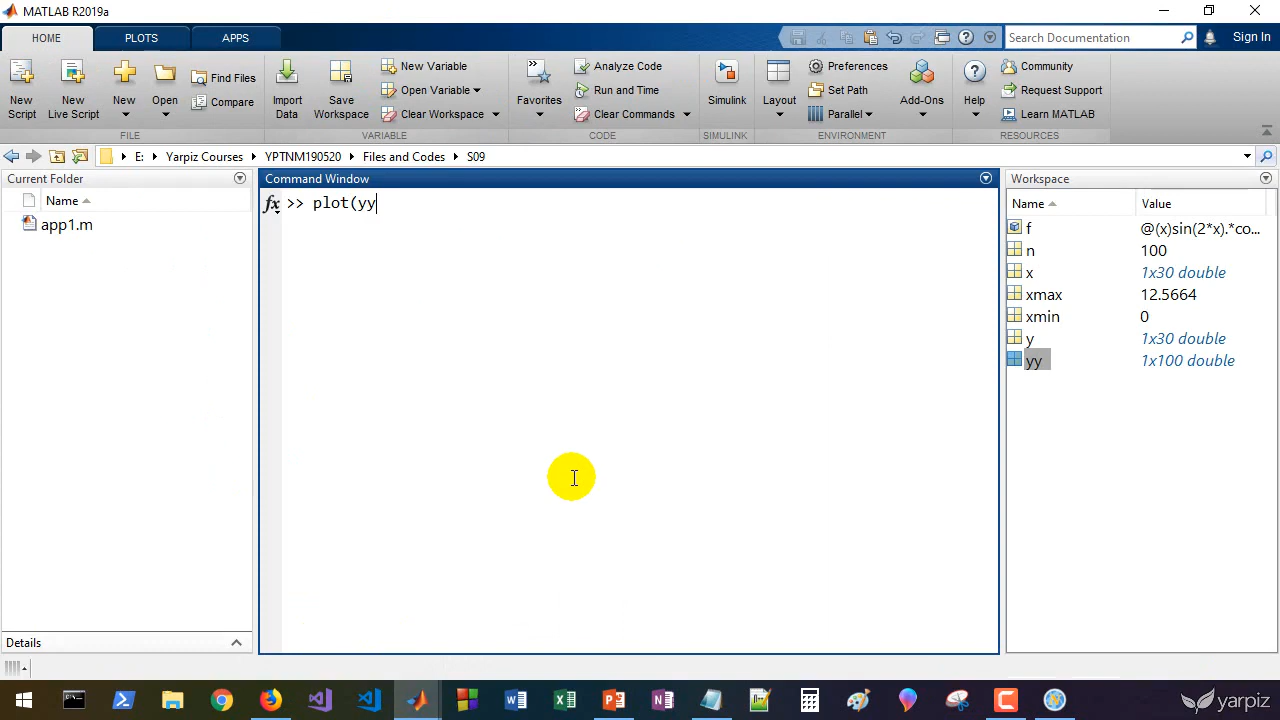 MATLAB R2019a
HOME PLOTS APPS Search Documentation Sign In
New Script
New Live Script
New
Open
Find Files
Compare
FILE
Import Data
Save Workspace
New Variable
Open Variable
Clear Workspace
VARIABLE
Favorites
Analyze Code
Run and Time
Clear Commands
CODE
Simulink
SIMULINK
Layout
Preferences
Set Path
Parallel
Add-Ons
ENVIRONMENT
Help
Community
Request Support
Learn MATLAB
RESOURCES
E: Yarpiz Courses YPTNM190520 Files and Codes S09
Current Folder
Name
app1.m
Details
Command Window
fx >> plot(yy
Workspace
Name Value
f @(x)sin(2*x).*co...
n 100
x 1x30 double
xmax 12.5664
xmin 0
y 1x30 double
yy 1x100 double
yarpiz